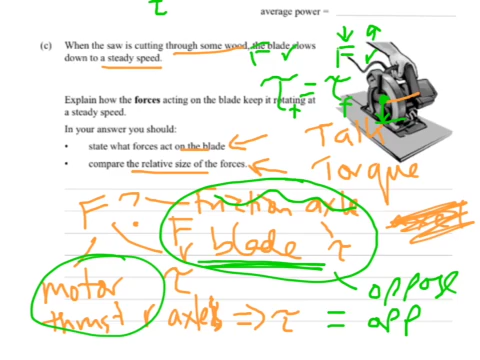 τ
average power =
(c) When the saw is cutting through some wood, the blade slows
down to a steady speed.
F r
F
τ = τ
f f
Explain how the forces acting on the blade keep it rotating at
a steady speed.
In your answer you should:
• state what forces act on the blade
Talk
• compare the relative size of the forces.
Torque
F ? friction axle
F blade τ
r
motor τ
oppose
thrust r axle => τ = opp